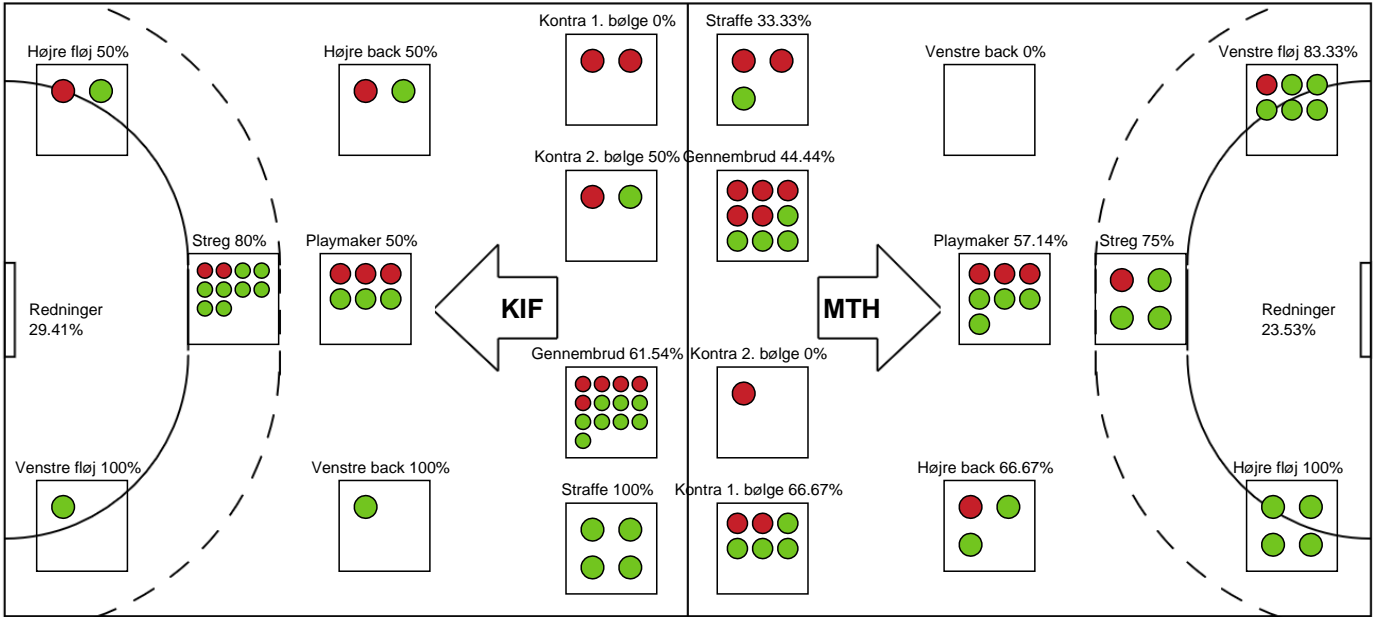 Kontra 1. bølge 0%
Straffe 33.33%
Højre fløj 50%
Højre back 50%
Venstre back 0%
Venstre fløj 83.33%
Kontra 2. bølge 50%
Gennembrud 44.44%
Streg 80%
Playmaker 50%
Playmaker 57.14%
Streg 75%
Redninger
29.41%
KIF
MTH
Redninger
23.53%
Gennembrud 61.54%
Kontra 2. bølge 0%
Venstre fløj 100%
Venstre back 100%
Straffe 100%
Kontra 1. bølge 66.67%
Højre back 66.67%
Højre fløj 100%